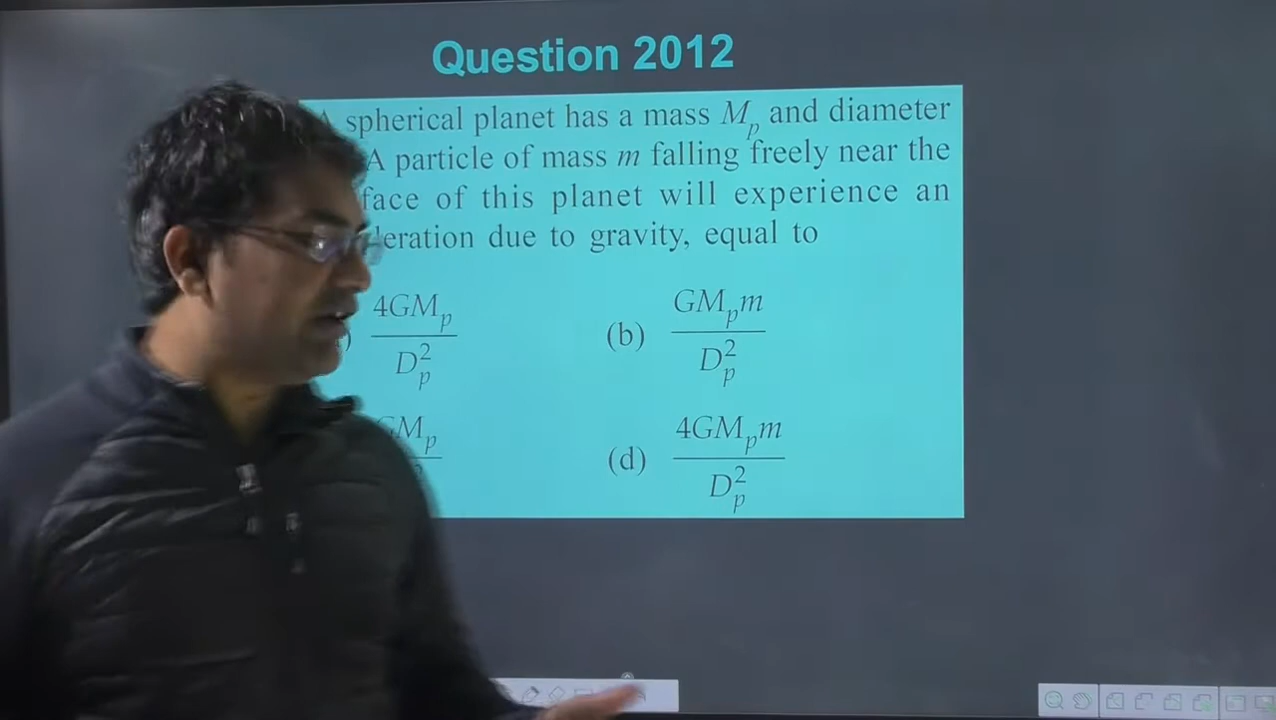 Question 2012
spherical planet has a mass M_p and diameter
A particle of mass m falling freely near the
face of this planet will experience an
leration due to gravity, equal to
) 4GM_p / D_p^2 (b) GM_p m / D_p^2
GM_p (d) 4GM_p m / D_p^2